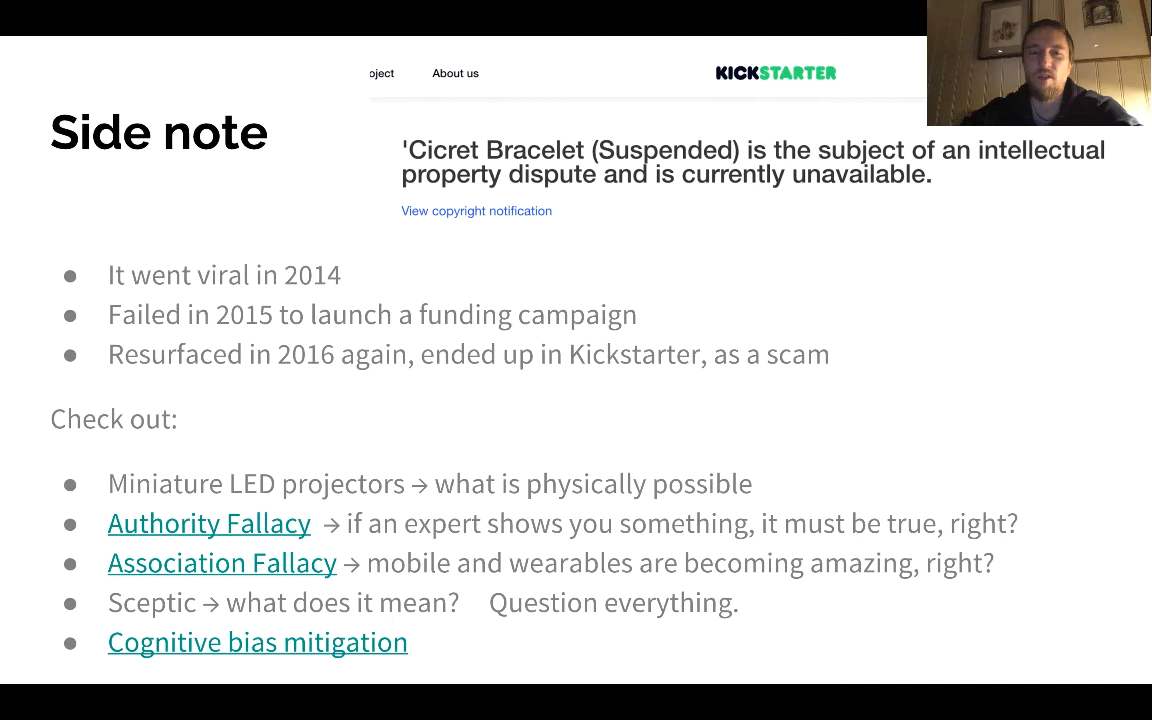 oject About us KICKSTARTER
Side note
'Cicret Bracelet (Suspended) is the subject of an intellectual
property dispute and is currently unavailable.
View copyright notification
● It went viral in 2014
● Failed in 2015 to launch a funding campaign
● Resurfaced in 2016 again, ended up in Kickstarter, as a scam
Check out:
● Miniature LED projectors → what is physically possible
● Authority Fallacy → if an expert shows you something, it must be true, right?
● Association Fallacy → mobile and wearables are becoming amazing, right?
● Sceptic → what does it mean? Question everything.
● Cognitive bias mitigation